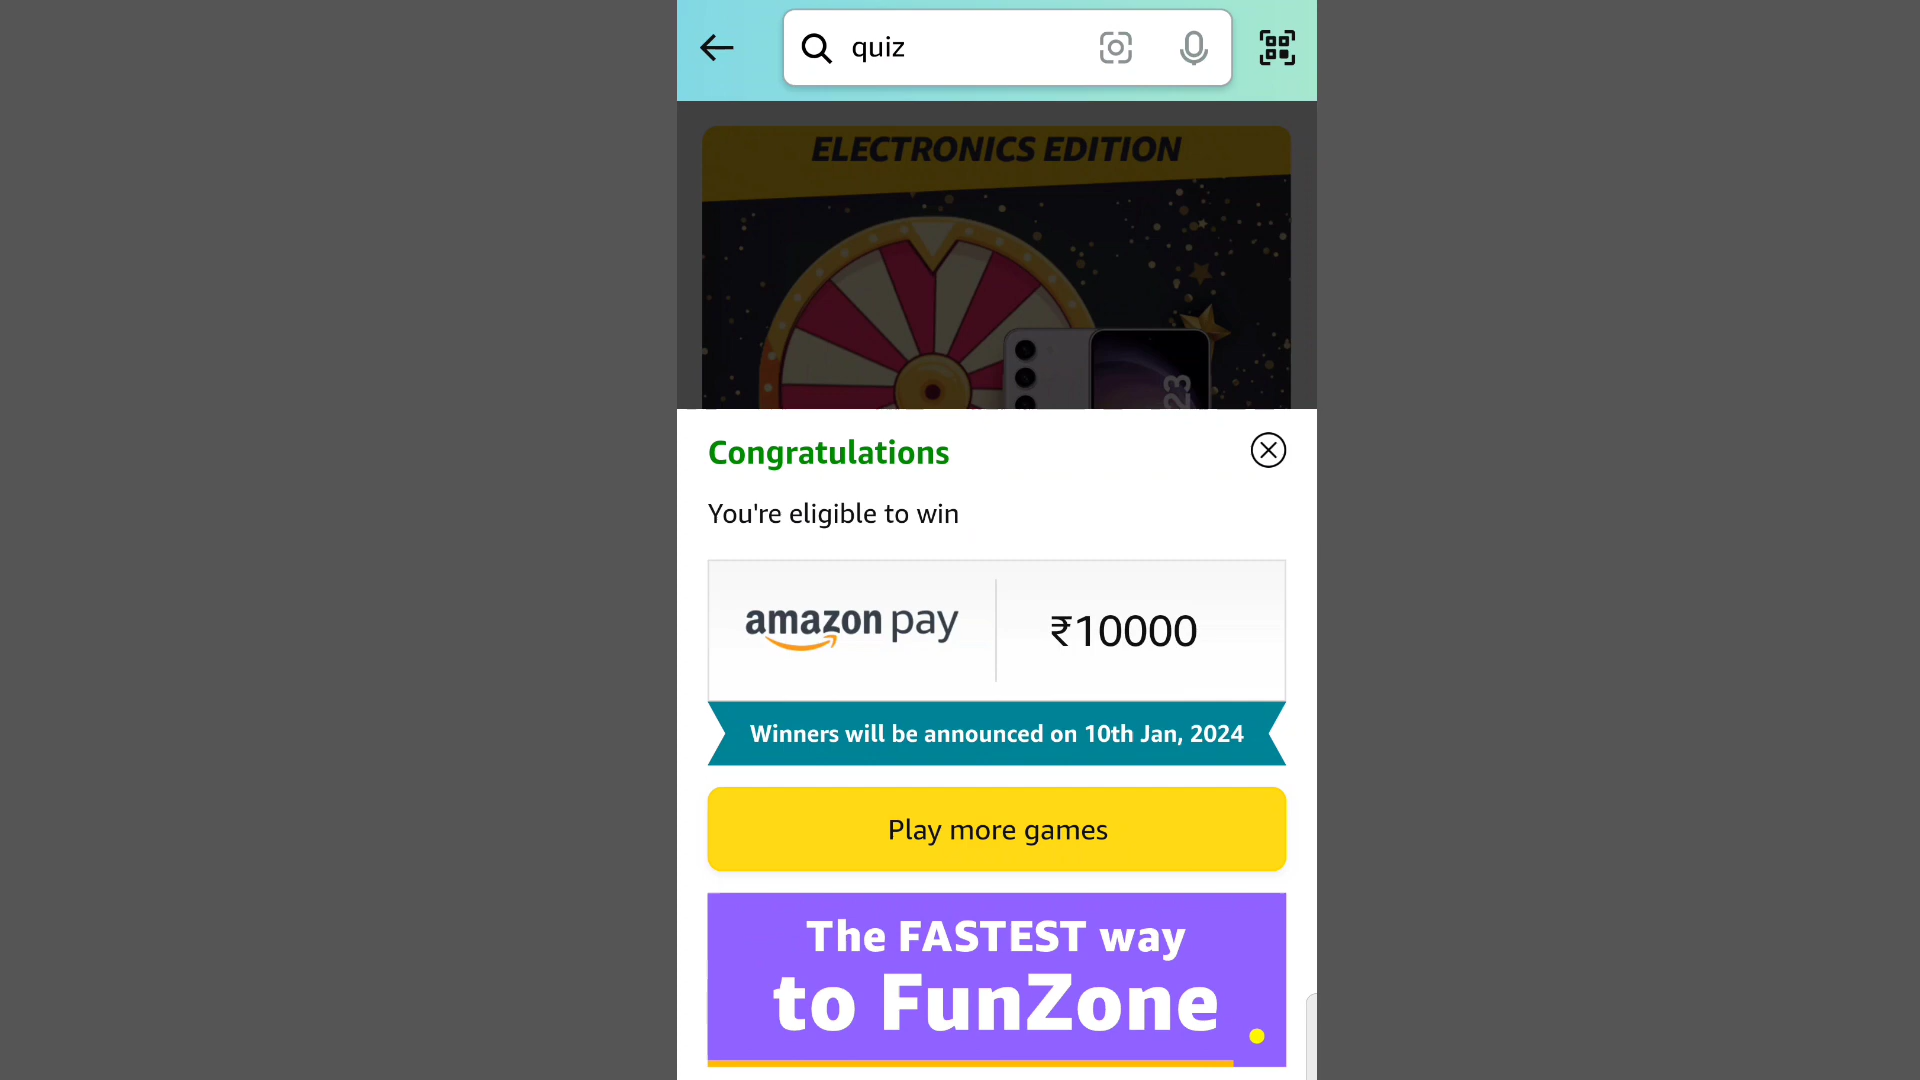 quiz
ELECTRONICS EDITION
23
Congratulations
You're eligible to win
amazon pay
₹10000
Winners will be announced on 10th Jan, 2024
Play more games
The FASTEST way
to FunZone